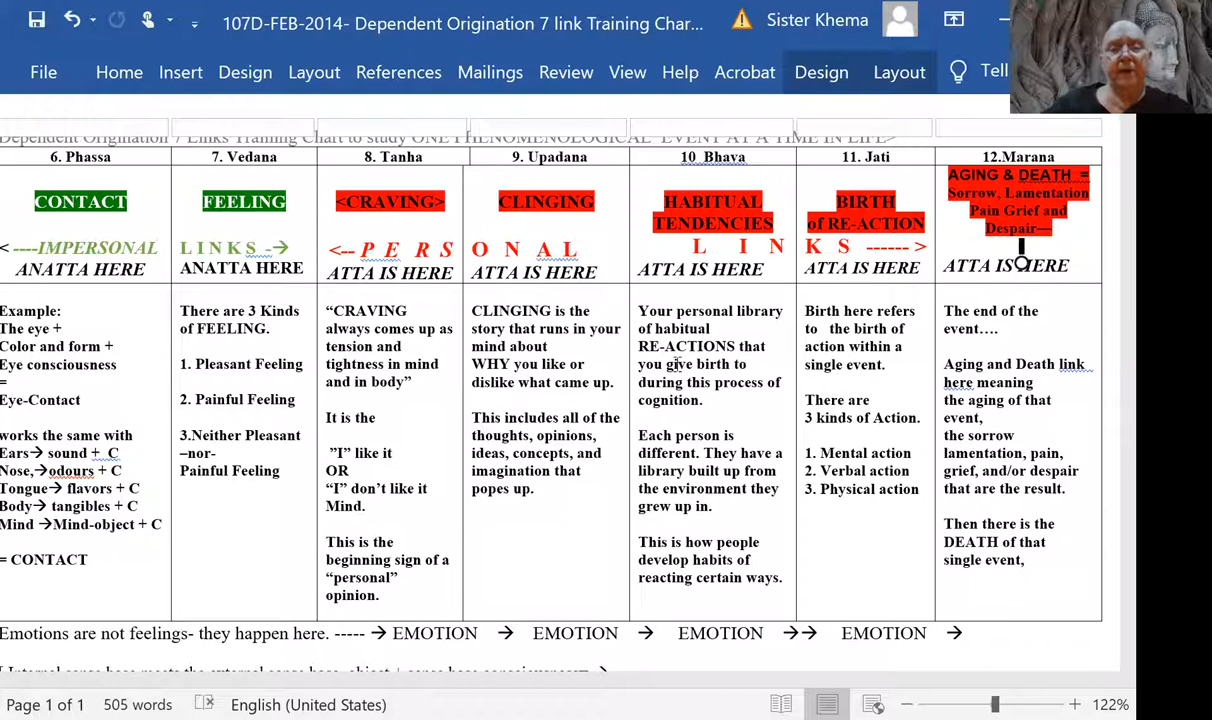 107D-FEB-2014- Dependent Origination 7 link Training Char...
Sister Khema
File Home Insert Design Layout References Mailings Review View Help Acrobat Design Layout Tell
Dependent Origination 7 Links Training Chart to study ONE PHENOMENOLOGICAL EVENT AT A TIME IN LIFE>
6. Phassa
CONTACT
< ----IMPERSONAL
ANATTA HERE
Example:
The eye +
Color and form +
Eye consciousness
=
Eye-Contact
works the same with
Ears→ sound + C
Nose,→odours + C
Tongue→ flavors + C
Body→ tangibles + C
Mind →Mind-object + C
= CONTACT
7. Vedana
FEELING
L I N K S -→
ANATTA HERE
There are 3 Kinds
of FEELING.
1. Pleasant Feeling
2. Painful Feeling
3.Neither Pleasant
–nor-
Painful Feeling
8. Tanha
<CRAVING>
<-- P E R S
ATTA IS HERE
“CRAVING
always comes up as
tension and
tightness in mind
and in body”
It is the
”I” like it
OR
“I” don’t like it
Mind.
This is the
beginning sign of a
“personal”
opinion.
9. Upadana
CLINGING
O N A L
ATTA IS HERE
CLINGING is the
story that runs in your
mind about
WHY you like or
dislike what came up.
This includes all of the
thoughts, opinions,
ideas, concepts, and
imagination that
popes up.
10 Bhava
HABITUAL
TENDENCIES
L I N
ATTA IS HERE
Your personal library
of habitual
RE-ACTIONS that
you give birth to
during this process of
cognition.
Each person is
different. They have a
library built up from
the environment they
grew up in.
This is how people
develop habits of
reacting certain ways.
11. Jati
BIRTH
of RE-ACTION
K S ------ >
ATTA IS HERE
Birth here refers
to the birth of
action within a
single event.
There are
3 kinds of Action.
1. Mental action
2. Verbal action
3. Physical action
12.Marana
AGING & DEATH =
Sorrow, Lamentation
Pain Grief and
Despair—
ATTA IS HERE
The end of the
event….
Aging and Death link
here meaning
the aging of that
event,
the sorrow
lamentation, pain,
grief, and/or despair
that are the result.
Then there is the
DEATH of that
single event,
Emotions are not feelings- they happen here. ----- → EMOTION → EMOTION → EMOTION →→ EMOTION →
Page 1 of 1 505 words English (United States) 122%